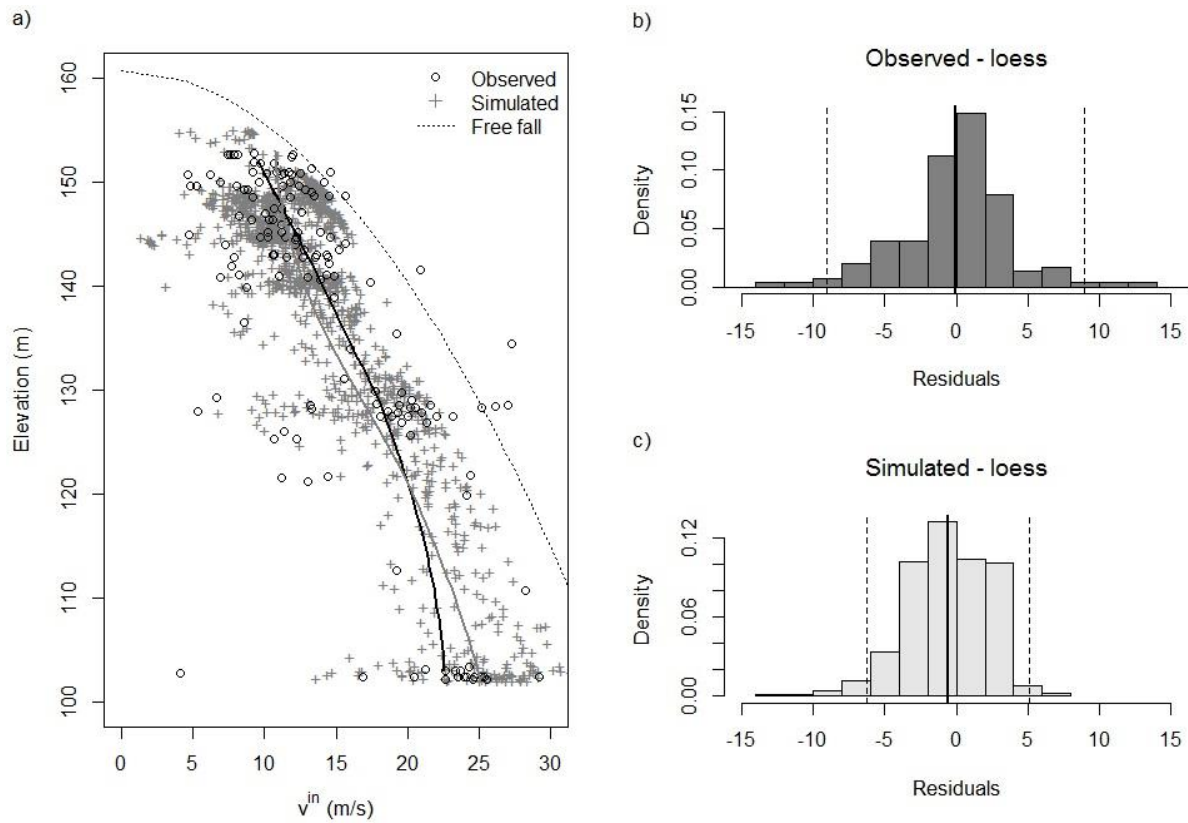 a)
Observed
Simulated
Free fall
160
150
140
130
120
110
100
Elevation (m)
0 5 10 15 20 25 30
v^in (m/s)
b)
Observed - loess
0.15
0.10
0.05
0.00
Density
-15 -10 -5 0 5 10 15
Residuals
c)
Simulated - loess
0.12
0.06
0.00
Density
-15 -10 -5 0 5 10 15
Residuals